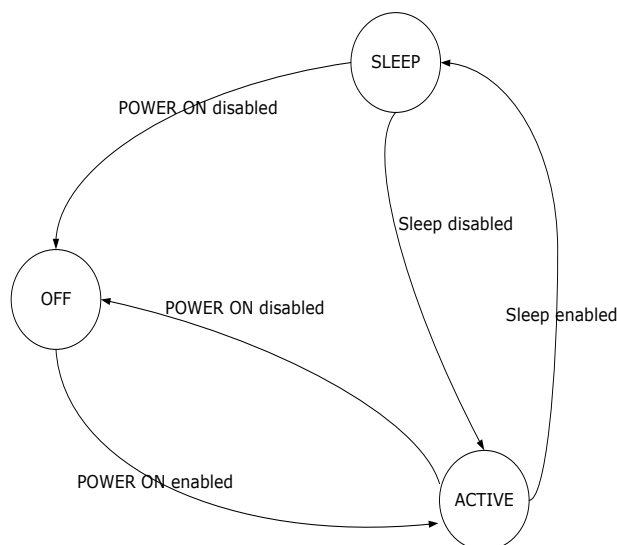 SLEEP
POWER ON disabled
Sleep disabled
OFF
POWER ON disabled
Sleep enabled
POWER ON enabled
ACTIVE